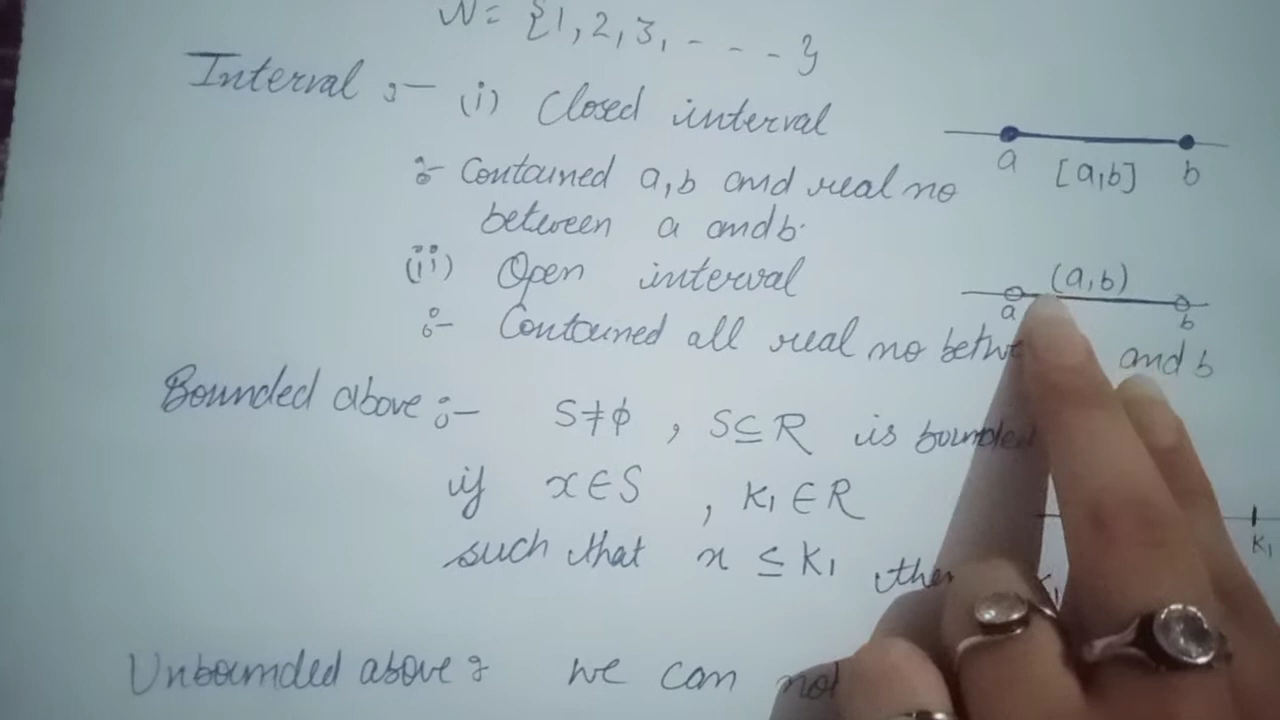 N = {1, 2, 3, - - - -}
Interval :- (i) Closed interval
a [a,b] b
:- Contained a, b and real no
between a and b.
(ii) Open interval
(a,b)
a b
:- Contained all real no and b
Bounded above :- S ≠ ϕ , S ⊆ R is bounded
if x ∈ S , K₁ ∈ R
K₁
such that x ≤ K₁ then
Unbounded above : we can not